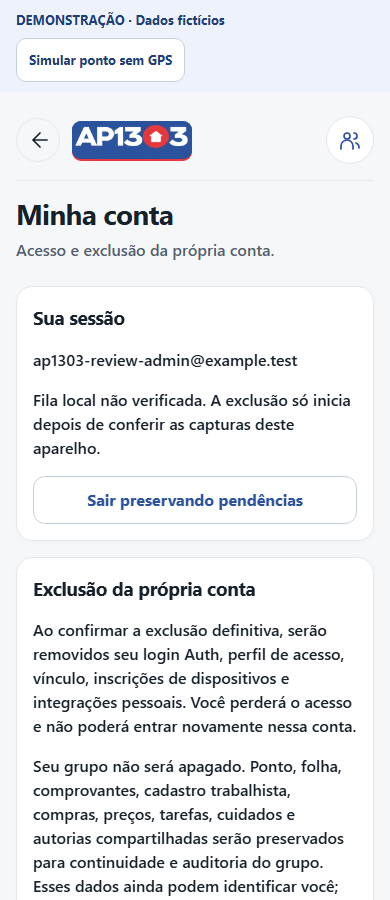 DEMONSTRAÇÃO · Dados fictícios
Simular ponto sem GPS
AP1303
Minha conta
Acesso e exclusão da própria conta.
Sua sessão
ap1303-review-admin@example.test
Fila local não verificada. A exclusão só inicia
depois de conferir as capturas deste
aparelho.
Sair preservando pendências
Exclusão da própria conta
Ao confirmar a exclusão definitiva, serão
removidos seu login Auth, perfil de acesso,
vínculo, inscrições de dispositivos e
integrações pessoais. Você perderá o acesso
e não poderá entrar novamente nessa conta.
Seu grupo não será apagado. Ponto, folha,
comprovantes, cadastro trabalhista,
compras, preços, tarefas, cuidados e
autorias compartilhadas serão preservados
para continuidade e auditoria do grupo.
Esses dados ainda podem identificar você;